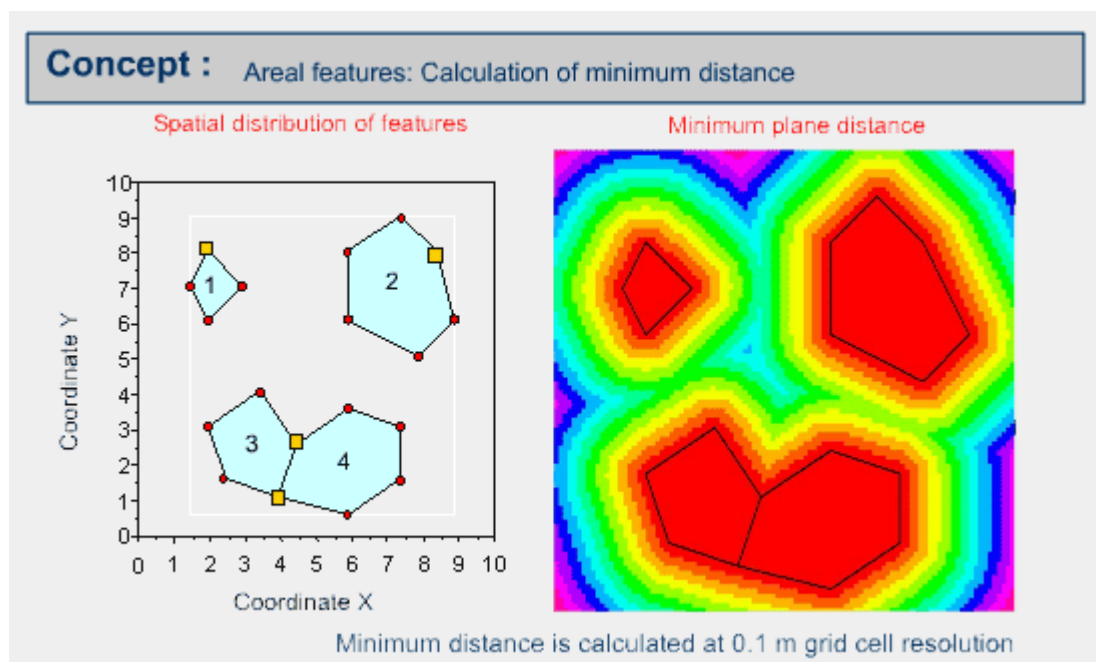 Concept : Areal features: Calculation of minimum distance
Spatial distribution of features
Minimum plane distance
10
9
8
7
6
5
4
3
2
1
0
Coordinate Y
1
2
3
4
0 1 2 3 4 5 6 7 8 9 10
Coordinate X
Minimum distance is calculated at 0.1 m grid cell resolution